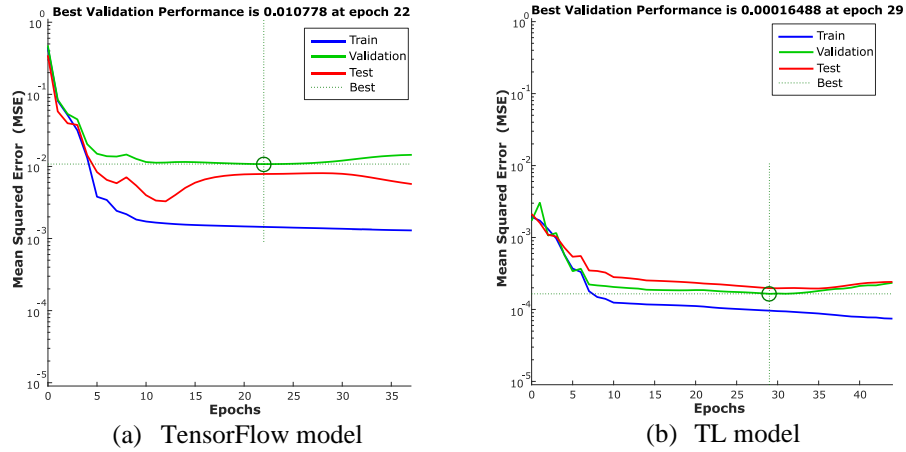 Best Validation Performance is 0.010778 at epoch 22
10^0
10^-1
10^-2
10^-3
10^-4
10^-5
Mean Squared Error (MSE)
Train
Validation
Test
Best
0 5 10 15 20 25 30 35
Epochs
(a) TensorFlow model
Best Validation Performance is 0.00016488 at epoch 29
10^0
10^-1
10^-2
10^-3
10^-4
10^-5
Mean Squared Error (MSE)
Train
Validation
Test
Best
0 5 10 15 20 25 30 35 40
Epochs
(b) TL model